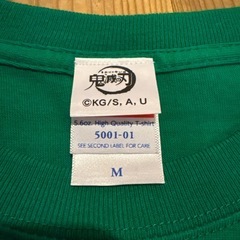 鬼滅の刃
©KG/S, A, U
5.6oz. High Quality T-shirt
5001-01
SEE SECOND LABEL FOR CARE
M